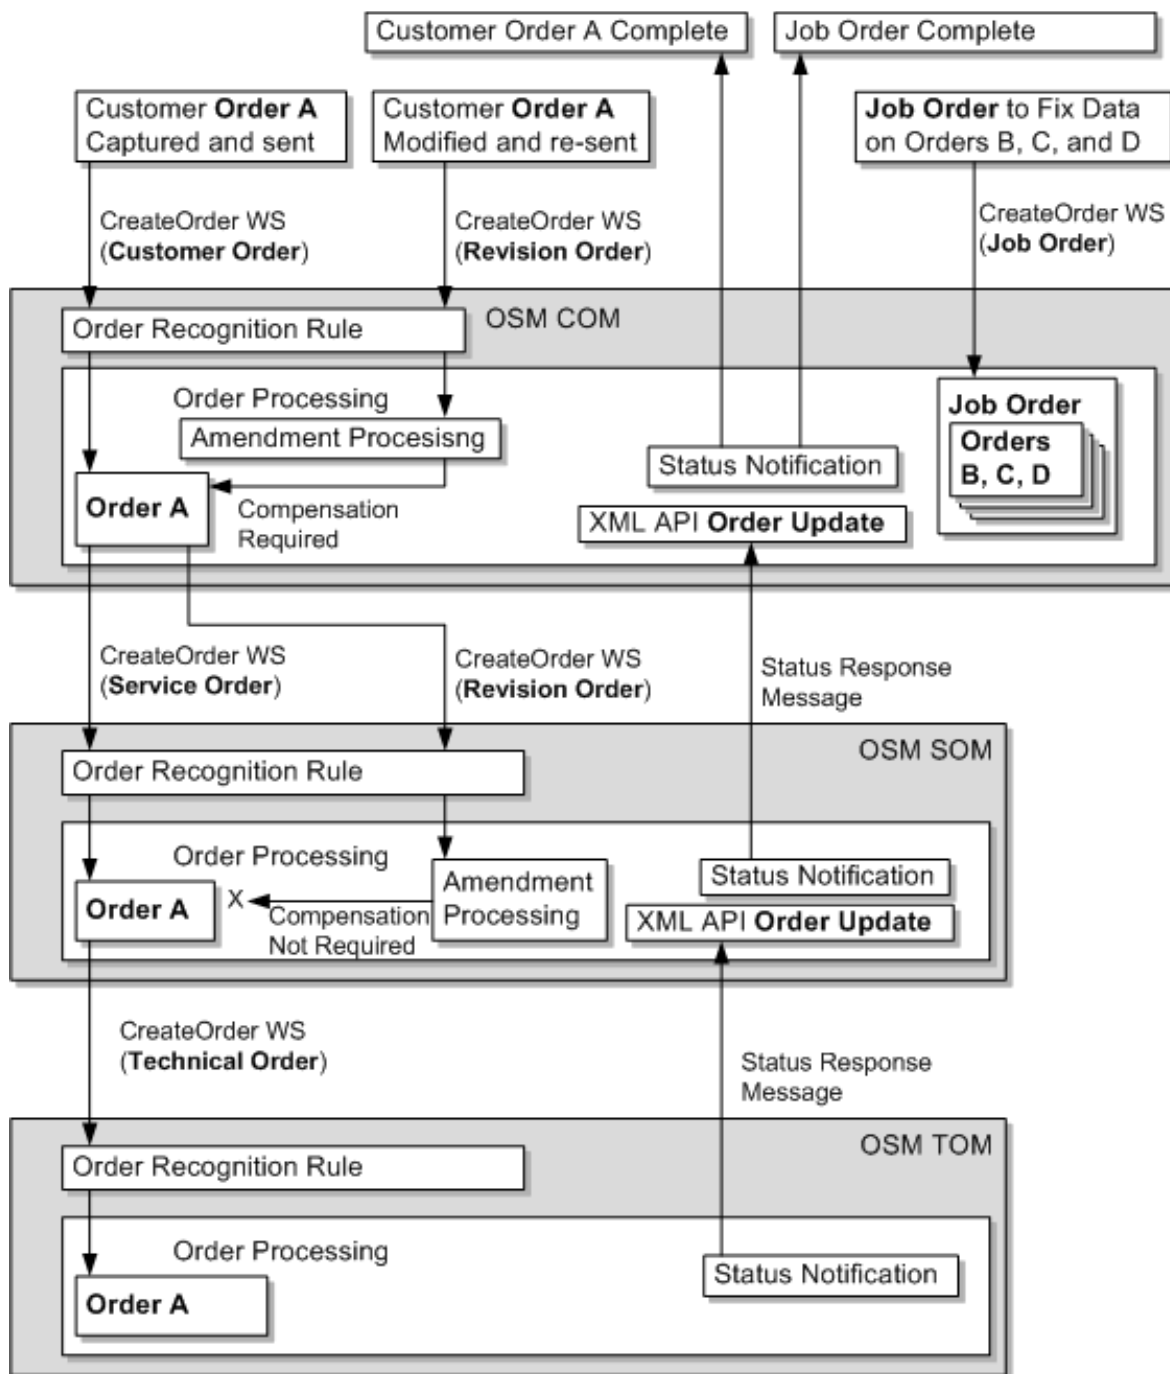 Customer Order A Complete
Job Order Complete
Customer Order A
Captured and sent
Customer Order A
Modified and re-sent
Job Order to Fix Data
on Orders B, C, and D
CreateOrder WS
(Customer Order)
CreateOrder WS
(Revision Order)
CreateOrder WS
(Job Order)
OSM COM
Order Recognition Rule
Order Processing
Amendment Procesisng
Order A
Compensation
Required
Status Notification
XML API Order Update
Job Order
Orders
B, C, D
CreateOrder WS
(Service Order)
CreateOrder WS
(Revision Order)
Status Response
Message
OSM SOM
Order Recognition Rule
Order Processing
Order A
X
Compensation
Not Required
Amendment
Processing
Status Notification
XML API Order Update
CreateOrder WS
(Technical Order)
Status Response
Message
OSM TOM
Order Recognition Rule
Order Processing
Order A
Status Notification